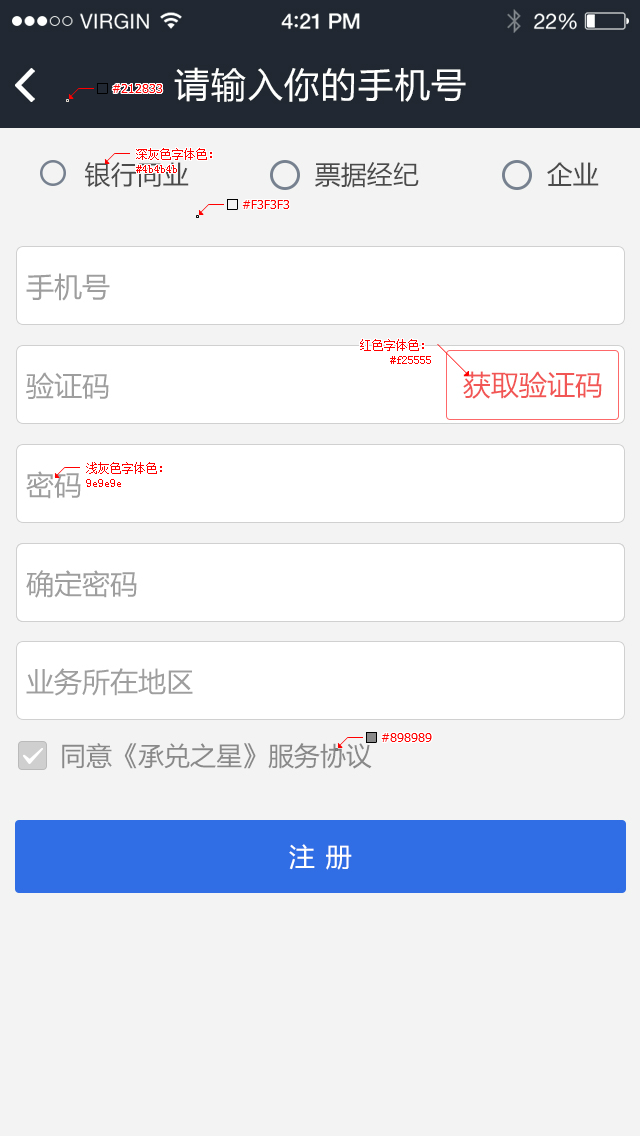 VIRGIN 4:21 PM 22%
请输入你的手机号
#212833
深灰色字体色：
#4b4b4b
银行同业 票据经纪 企业
#F3F3F3
手机号
红色字体色：
#f25555
验证码 获取验证码
浅灰色字体色：
9e9e9e
密码
确定密码
业务所在地区
#898989
同意《承兑之星》服务协议
注 册